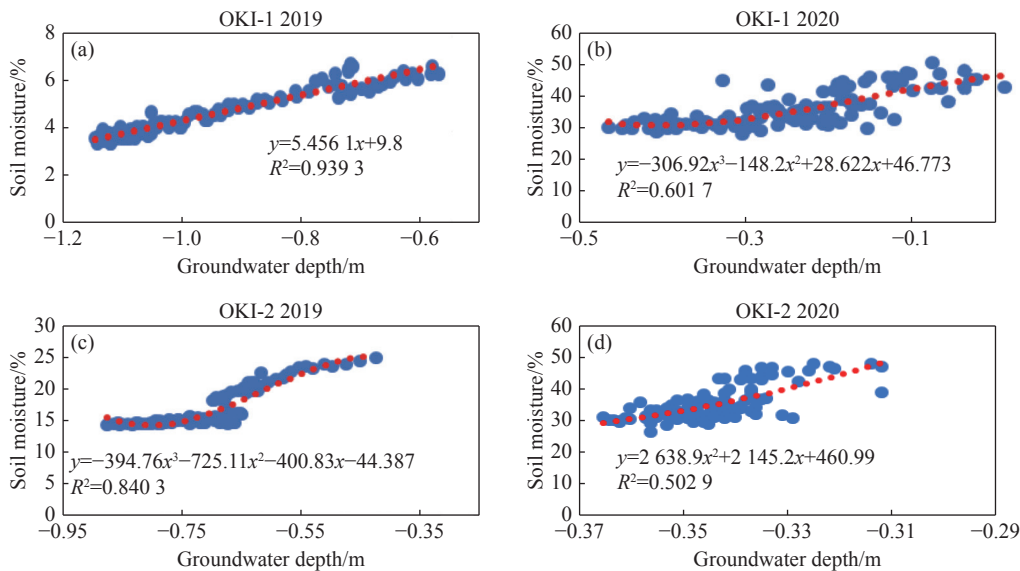 OKI-1 2019
(a)
8
6
4
2
0
Soil moisture/%
y=5.456 1x+9.8
R²=0.939 3
−1.2
−1.0
−0.8
−0.6
Groundwater depth/m
OKI-1 2020
(b)
60
50
40
30
20
10
0
Soil moisture/%
y=−306.92x³−148.2x²+28.622x+46.773
R²=0.601 7
−0.5
−0.3
−0.1
Groundwater depth/m
OKI-2 2019
(c)
30
25
20
15
10
5
0
Soil moisture/%
y=−394.76x³−725.11x²−400.83x−44.387
R²=0.840 3
−0.95
−0.75
−0.55
−0.35
Groundwater depth/m
OKI-2 2020
(d)
60
50
40
30
20
10
0
Soil moisture/%
y=2 638.9x²+2 145.2x+460.99
R²=0.502 9
−0.37
−0.35
−0.33
−0.31
−0.29
Groundwater depth/m